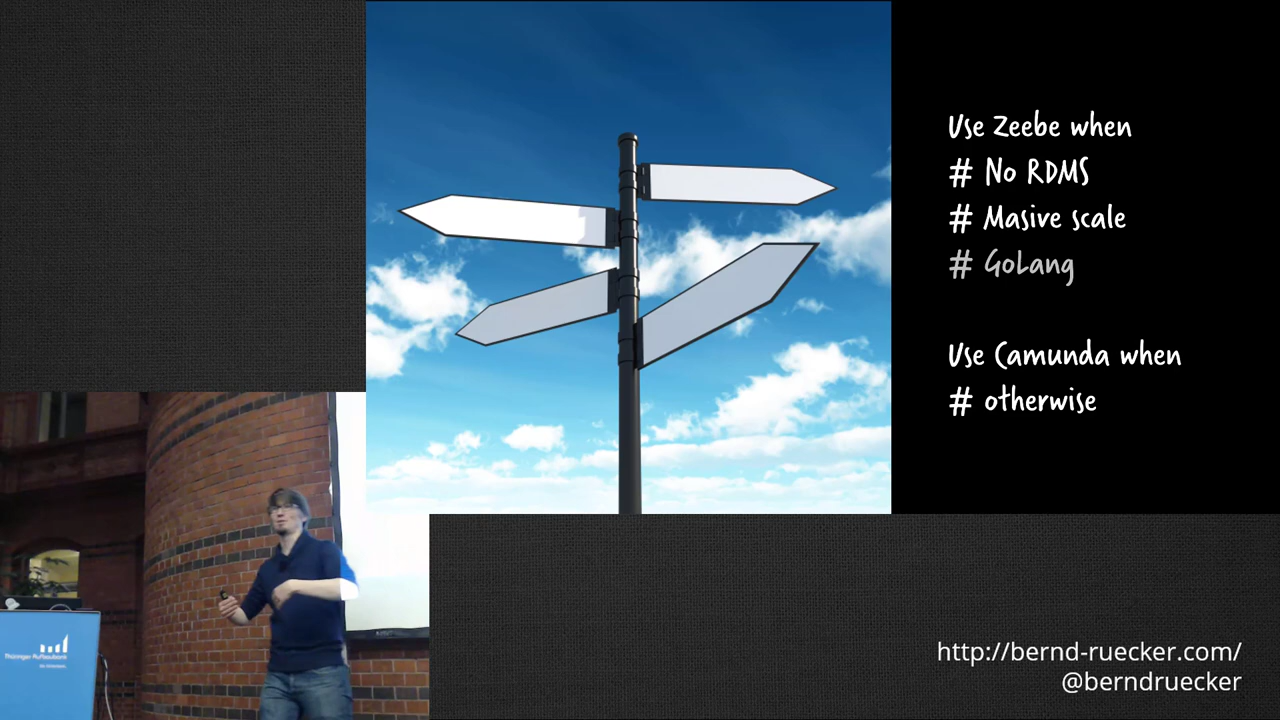 Use Zeebe when
# No RDMS
# Masive scale
# GoLang
Use Camunda when
# otherwise
http://bernd-ruecker.com/
@berndruecker